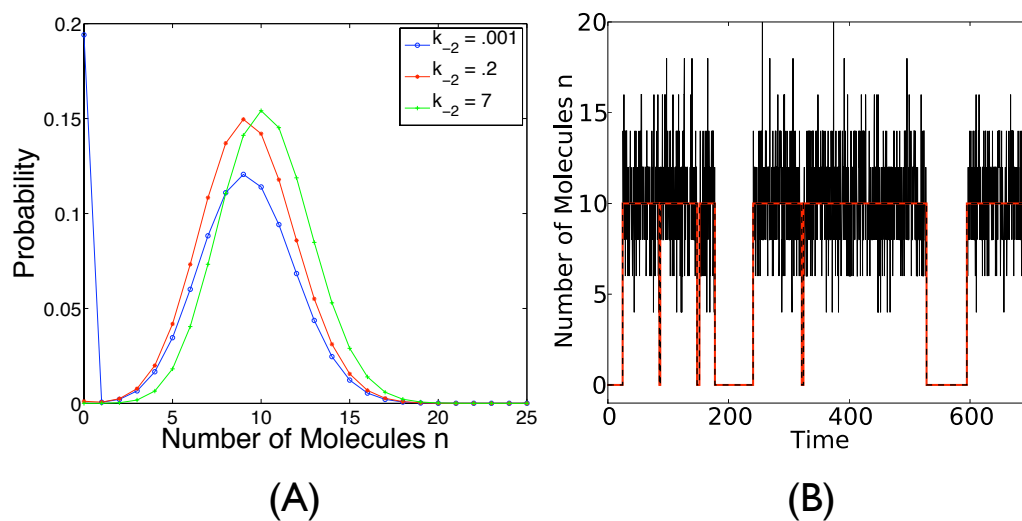 0.2
0.15
0.1
0.05
0
Probability
0 5 10 15 20 25
Number of Molecules n
k_{-2} = .001
k_{-2} = .2
k_{-2} = 7
(A)
20
15
10
5
0
Number of Molecules n
0 200 400 600
Time
(B)